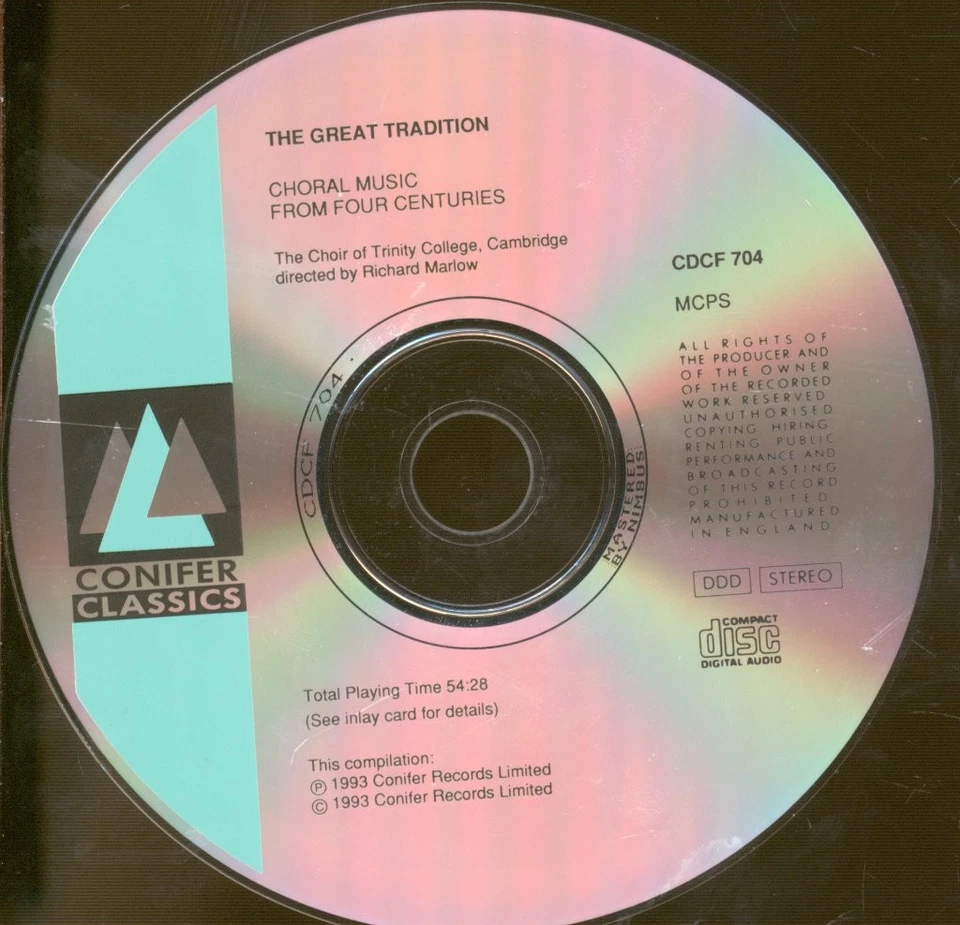 THE GREAT TRADITION
CHORAL MUSIC
FROM FOUR CENTURIES
The Choir of Trinity College, Cambridge
directed by Richard Marlow
CDCF 704
MCPS
ALL RIGHTS OF
THE PRODUCER AND
OF THE OWNER
OF THE RECORDED
WORK RESERVED
UNAUTHORISED
COPYING HIRING
RENTING PUBLIC
PERFORMANCE AND
BROADCASTING
OF THIS RECORD
PROHIBITED
MANUFACTURED
IN ENGLAND
DDD STEREO
COMPACT
disc
DIGITAL AUDIO
CDCF 704 .
MASTERED:
BY NIMBUS:
CONIFER
CLASSICS
Total Playing Time 54:28
(See inlay card for details)
This compilation:
Ⓟ 1993 Conifer Records Limited
© 1993 Conifer Records Limited